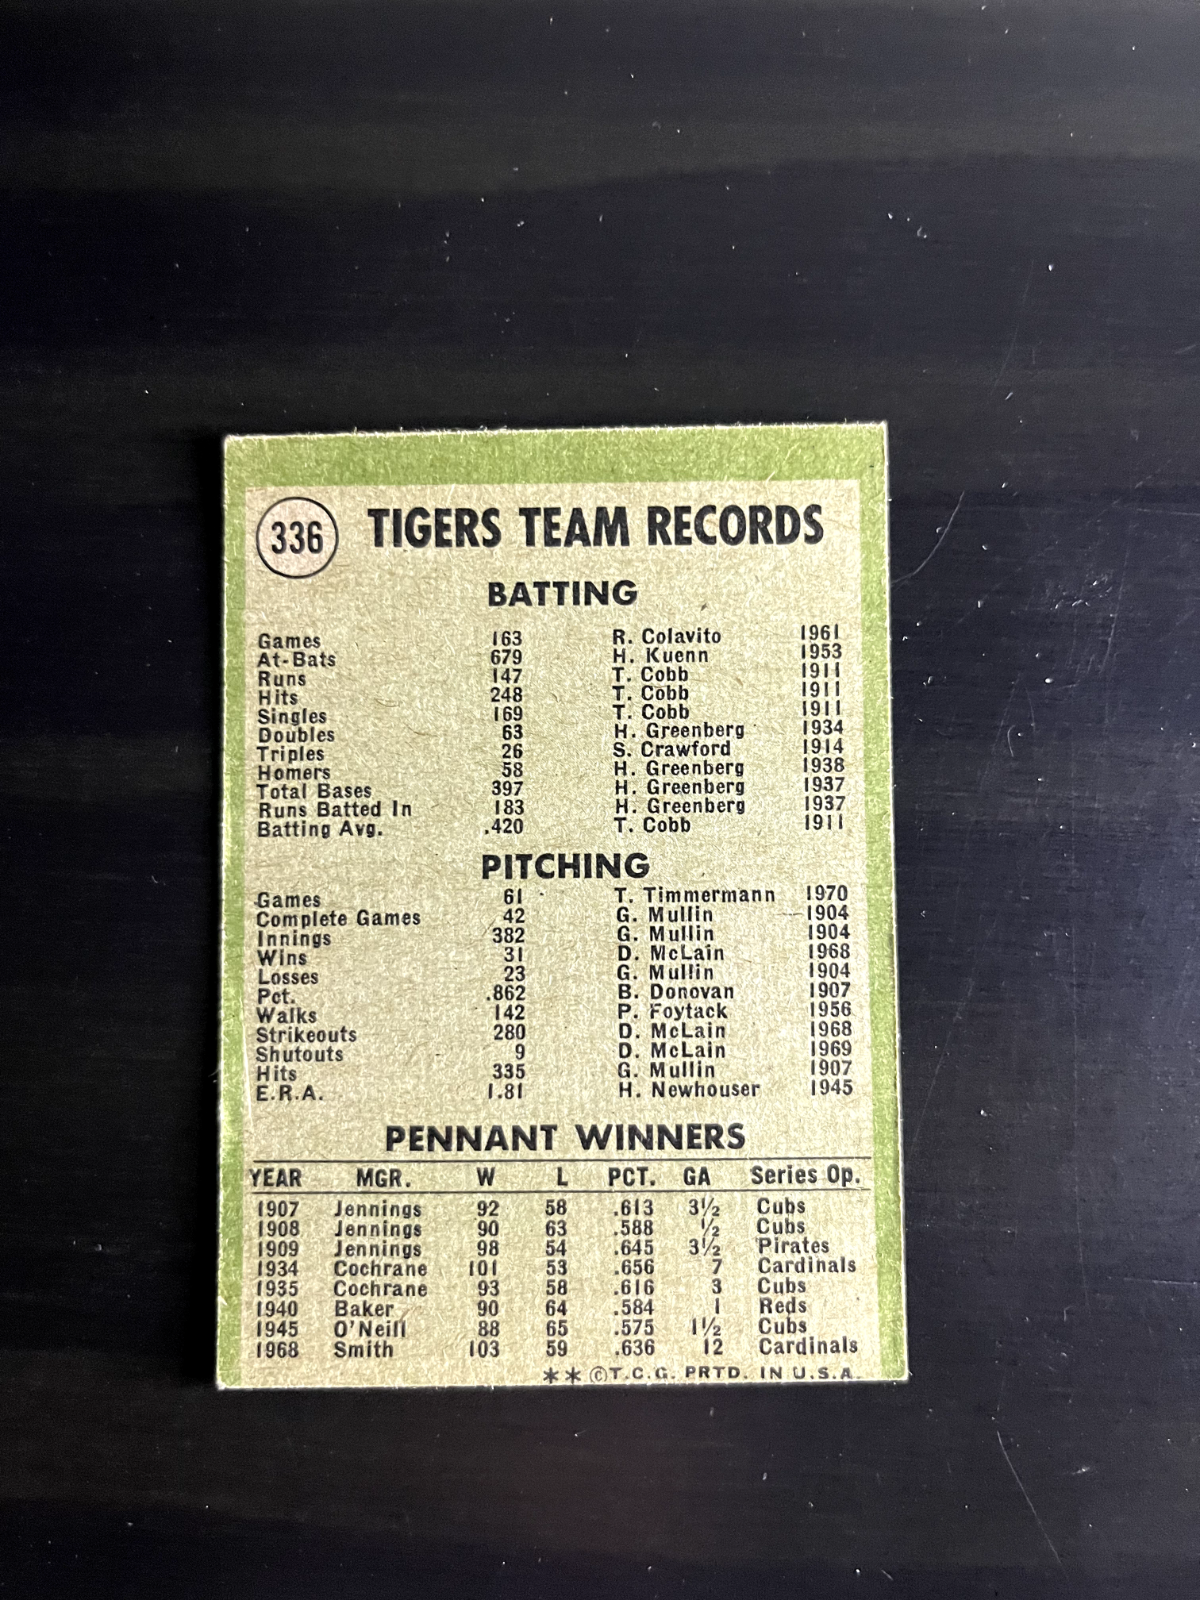 336 TIGERS TEAM RECORDS
BATTING
Games 163 R. Colavito 1961
At-Bats 679 H. Kuenn 1953
Runs 147 T. Cobb 1911
Hits 248 T. Cobb 1911
Singles 169 T. Cobb 1911
Doubles 63 H. Greenberg 1934
Triples 26 S. Crawford 1914
Homers 58 H. Greenberg 1938
Total Bases 397 H. Greenberg 1937
Runs Batted In 183 H. Greenberg 1937
Batting Avg. .420 T. Cobb 1911
PITCHING
Games 61 T. Timmermann 1970
Complete Games 42 G. Mullin 1904
Innings 382 G. Mullin 1904
Wins 31 D. McLain 1968
Losses 23 G. Mullin 1904
Pct. .862 B. Donovan 1907
Walks 142 P. Foytack 1956
Strikeouts 280 D. McLain 1968
Shutouts 9 D. McLain 1969
Hits 335 G. Mullin 1907
E.R.A. 1.81 H. Newhouser 1945
PENNANT WINNERS
YEAR MGR. W L PCT. GA Series Op.
1907 Jennings 92 58 .613 3½ Cubs
1908 Jennings 90 63 .588 ½ Cubs
1909 Jennings 98 54 .645 3½ Pirates
1934 Cochrane 101 53 .656 7 Cardinals
1935 Cochrane 93 58 .616 3 Cubs
1940 Baker 90 64 .584 1 Reds
1945 O'Neill 88 65 .575 1½ Cubs
1968 Smith 103 59 .636 12 Cardinals
** ©T.C.G. PRTD. IN U.S.A.